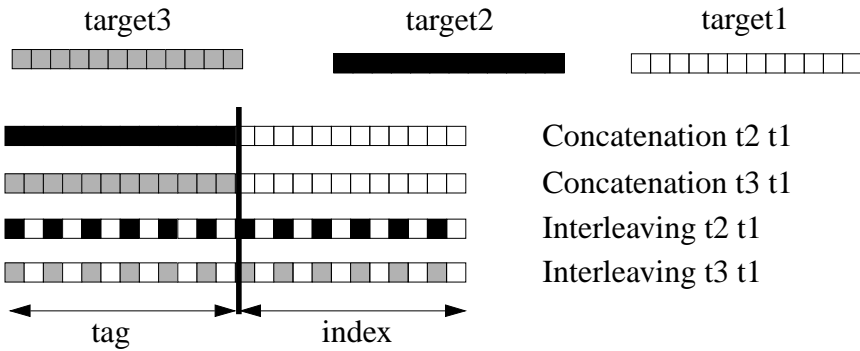 target3 target2 target1
Concatenation t2 t1
Concatenation t3 t1
Interleaving t2 t1
Interleaving t3 t1
tag index